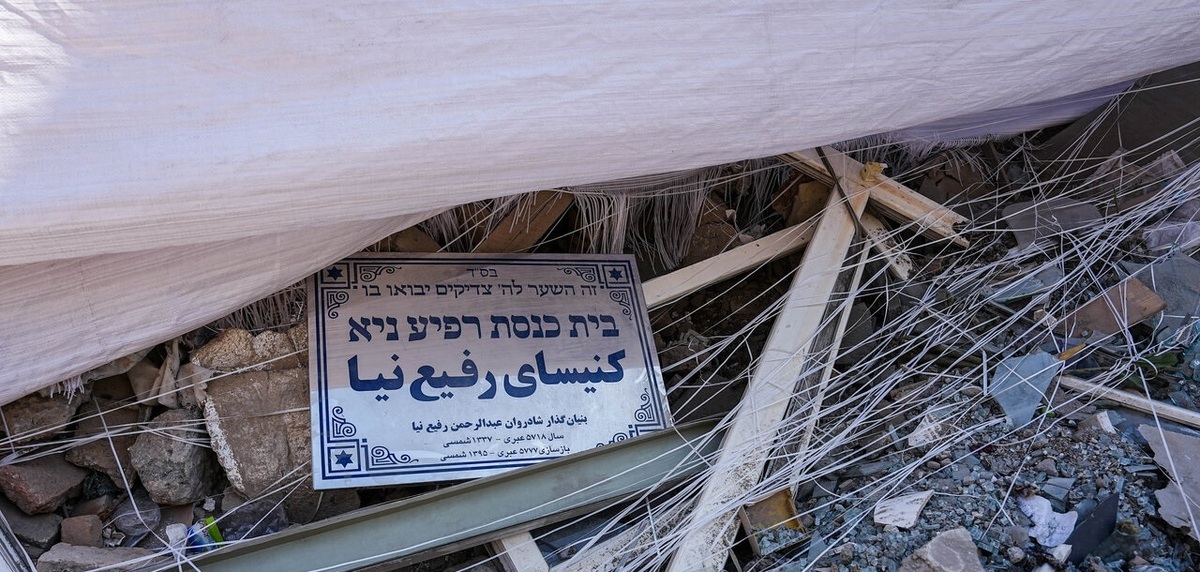 בס״ד
זה השער לה׳ צדיקים יבואו בו
בית כנסת רפיע ניא
کنیسای رفیع نیا
بنیان‌گذار شادروان عبدالرحمن رفیع نیا
سال ۵۷۱۸ عبری - ۱۳۳۷ شمسی
بازسازی ۵۷۷۷ عبری - ۱۳۹۵ شمسی